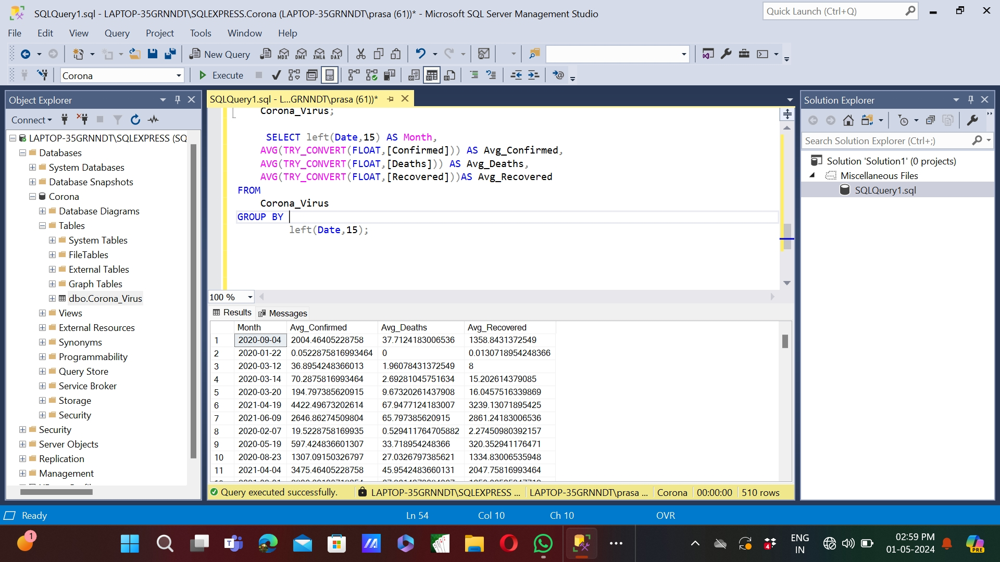 SQLQuery1.sql - LAPTOP-35GRNNDT\SQLEXPRESS.Corona (LAPTOP-35GRNNDT\prasa (61))* - Microsoft SQL Server Management Studio
Quick Launch (Ctrl+Q)
File Edit View Query Project Tools Window Help
New Query MDX DMX XMLA DAX
Corona Execute
Object Explorer
Connect
LAPTOP-35GRNNDT\SQLEXPRESS (SQ
Databases
System Databases
Database Snapshots
Corona
Database Diagrams
Tables
System Tables
FileTables
External Tables
Graph Tables
dbo.Corona_Virus
Views
External Resources
Synonyms
Programmability
Query Store
Service Broker
Storage
Security
Security
Server Objects
Replication
Management
SQLQuery1.sql - L...GRNNDT\prasa (61))*
Corona_Virus;
SELECT left(Date,15) AS Month,
AVG(TRY_CONVERT(FLOAT,[Confirmed])) AS Avg_Confirmed,
AVG(TRY_CONVERT(FLOAT,[Deaths])) AS Avg_Deaths,
AVG(TRY_CONVERT(FLOAT,[Recovered]))AS Avg_Recovered
FROM
Corona_Virus
GROUP BY
left(Date,15);
100 %
Results Messages
Month Avg_Confirmed Avg_Deaths Avg_Recovered
1 2020-09-04 2004.46405228758 37.7124183006536 1358.8431372549
2 2020-01-22 0.0522875816993464 0 0.0130718954248366
3 2020-03-12 36.8954248366013 1.96078431372549 8
4 2020-03-14 70.2875816993464 2.69281045751634 15.202614379085
5 2020-03-20 194.797385620915 9.67320261437908 16.0457516339869
6 2021-04-19 4422.49673202614 67.9477124183007 3239.13071895425
7 2021-06-09 2646.86274509804 65.797385620915 2861.24183006536
8 2020-02-07 19.5228758169935 0.529411764705882 2.27450980392157
9 2020-05-19 597.424836601307 33.718954248366 320.352941176471
10 2020-08-23 1307.09150326797 27.0326797385621 1334.83006535948
11 2021-04-04 3475.46405228758 45.9542483660131 2047.75816993464
Query executed successfully. LAPTOP-35GRNNDT\SQLEXPRESS ... LAPTOP-35GRNNDT\prasa ... Corona 00:00:00 510 rows
Solution Explorer
Search Solution Explorer (Ctrl+;)
Solution 'Solution1' (0 projects)
Miscellaneous Files
SQLQuery1.sql
Ready Ln 54 Col 10 Ch 10 OVR
1
4
ENG
IN
02:59 PM
01-05-2024
PRE